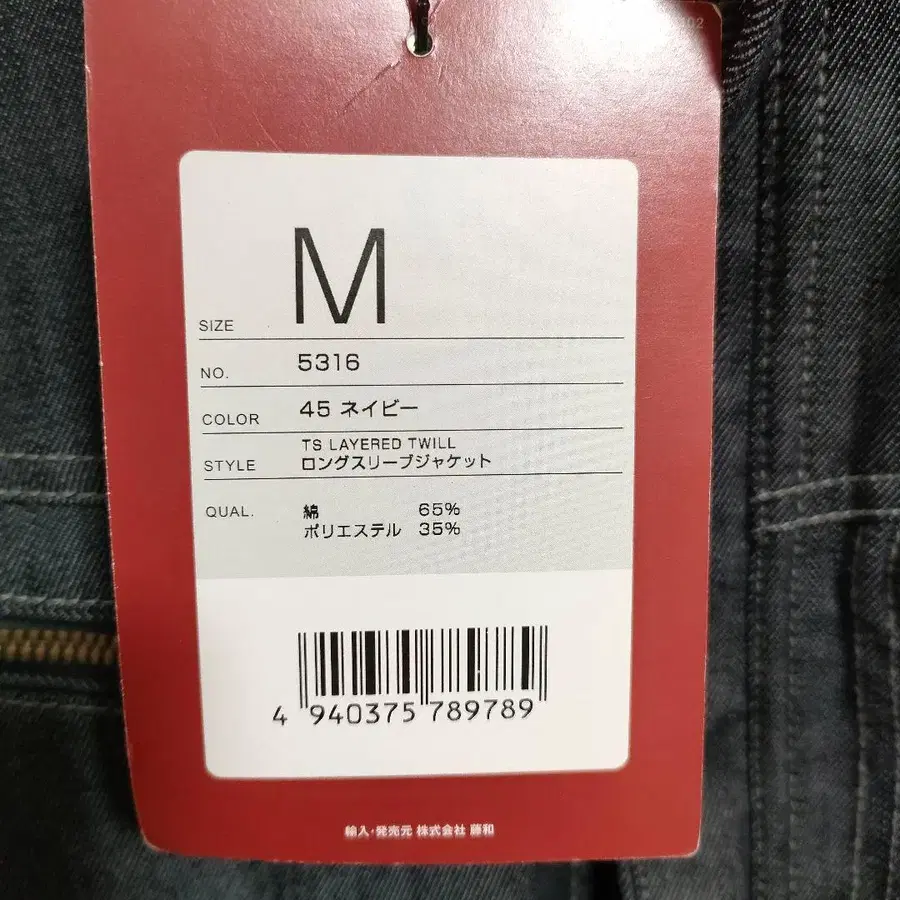 SIZE M
NO. 5316
COLOR 45 ネイビー
TS LAYERED TWILL
STYLE ロングスリーブジャケット
QUAL. 綿 65%
ポリエステル 35%
4 940375 789789
輸入・発売元 株式会社 藤和